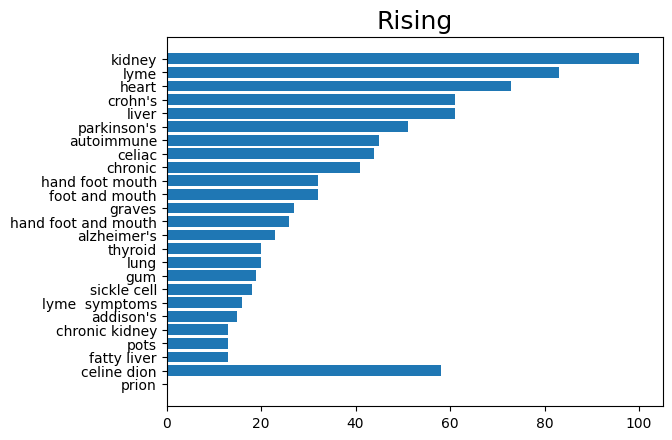 Rising
kidney
lyme
heart
crohn's
liver
parkinson's
autoimmune
celiac
chronic
hand foot mouth
foot and mouth
graves
hand foot and mouth
alzheimer's
thyroid
lung
gum
sickle cell
lyme  symptoms
addison's
chronic kidney
pots
fatty liver
celine dion
prion
0 20 40 60 80 100